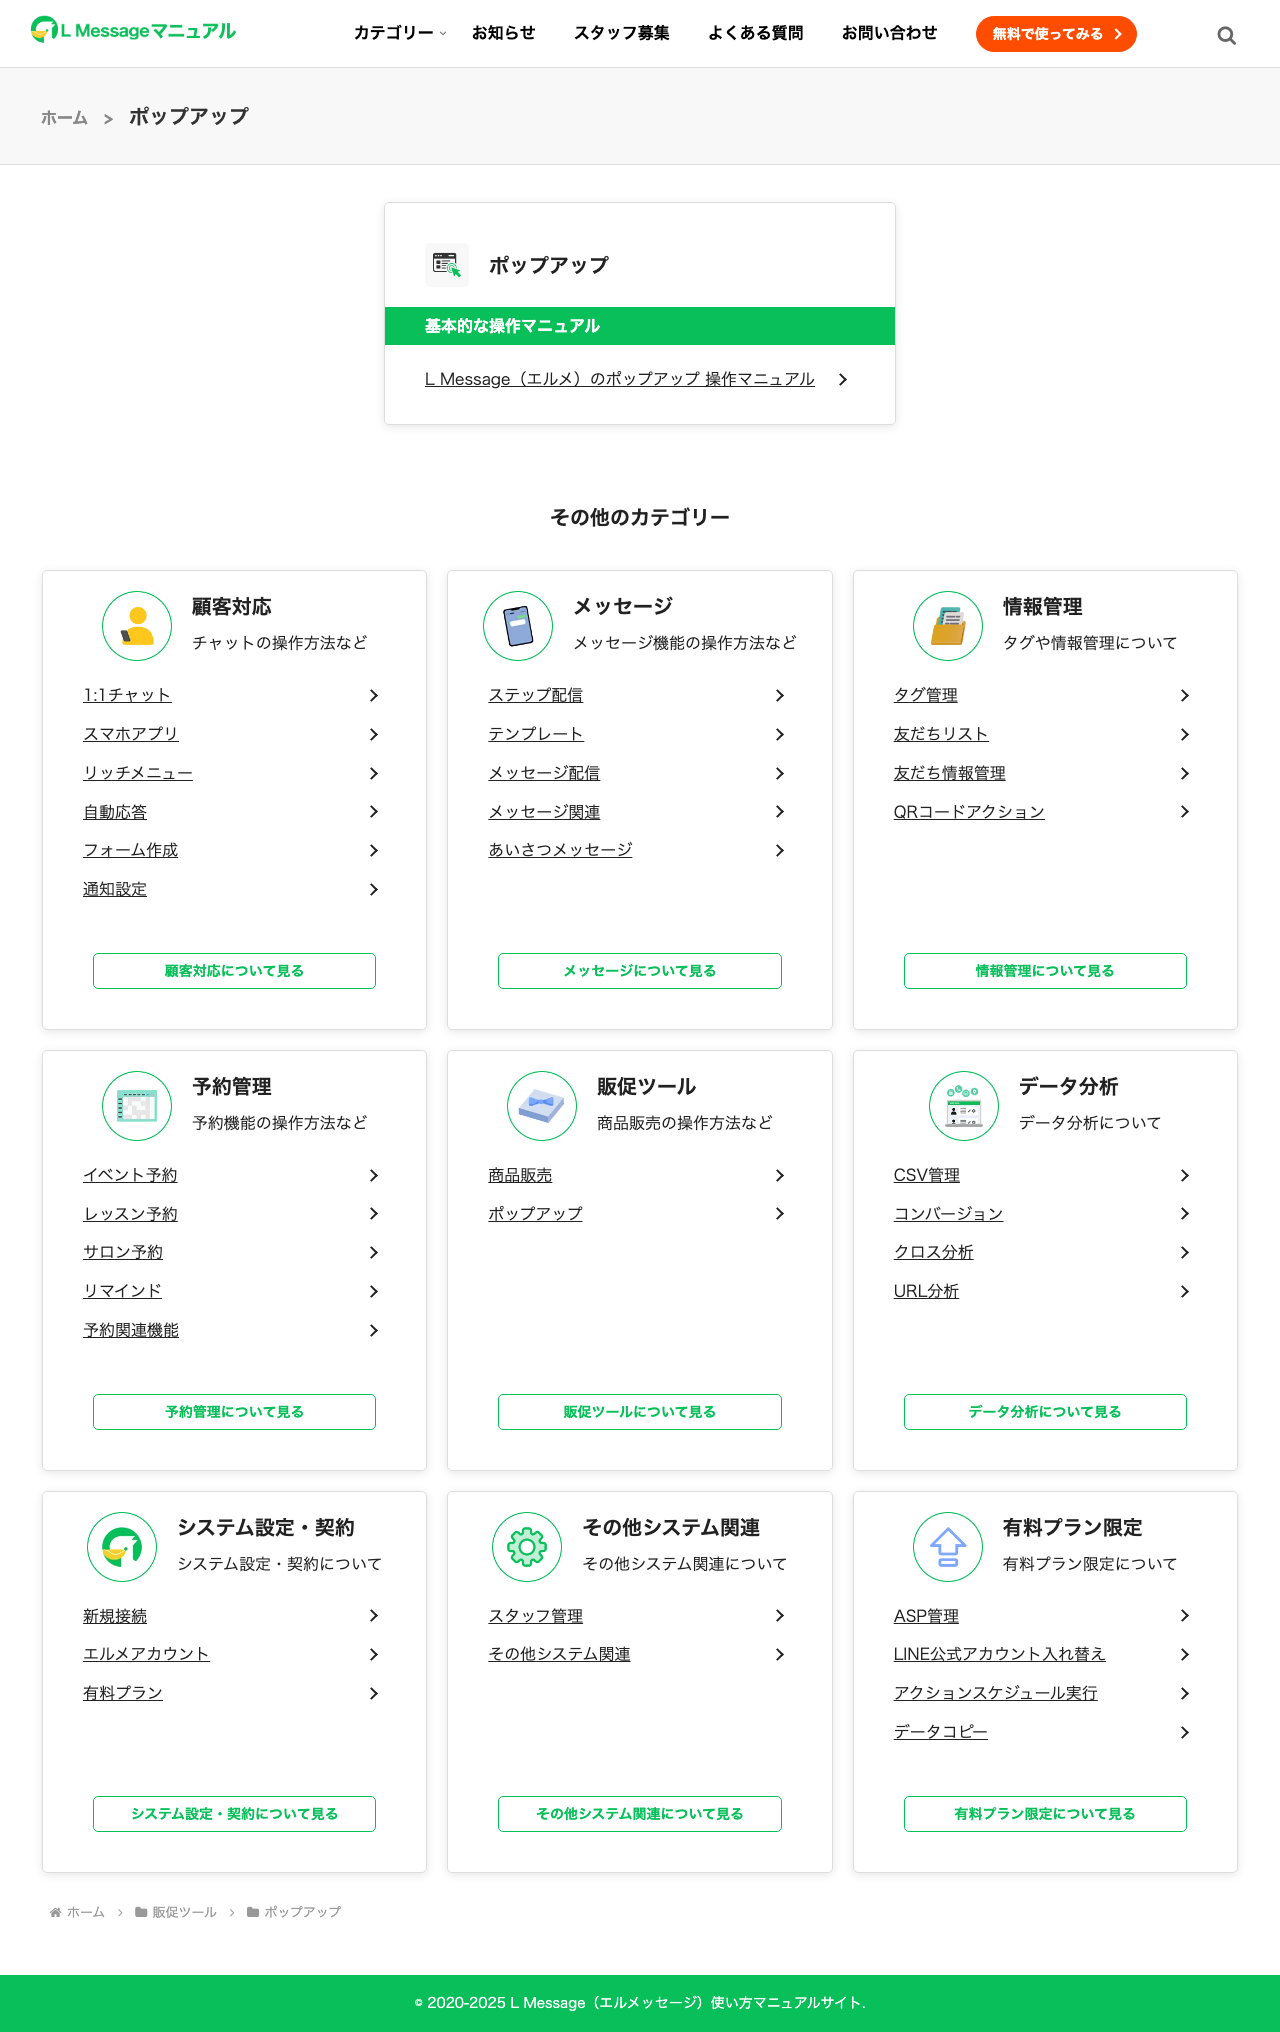 L Messageマニュアル
カテゴリー お知らせ スタッフ募集 よくある質問 お問い合わせ 無料で使ってみる
ホーム > ポップアップ
ポップアップ
基本的な操作マニュアル
L Message（エルメ）のポップアップ 操作マニュアル
その他のカテゴリー
顧客対応
チャットの操作方法など
1:1チャット
スマホアプリ
リッチメニュー
自動応答
フォーム作成
通知設定
顧客対応について見る
メッセージ
メッセージ機能の操作方法など
ステップ配信
テンプレート
メッセージ配信
メッセージ関連
あいさつメッセージ
メッセージについて見る
情報管理
タグや情報管理について
タグ管理
友だちリスト
友だち情報管理
QRコードアクション
情報管理について見る
予約管理
予約機能の操作方法など
イベント予約
レッスン予約
サロン予約
リマインド
予約関連機能
予約管理について見る
販促ツール
商品販売の操作方法など
商品販売
ポップアップ
販促ツールについて見る
データ分析
データ分析について
CSV管理
コンバージョン
クロス分析
URL分析
データ分析について見る
システム設定・契約
システム設定・契約について
新規接続
エルメアカウント
有料プラン
システム設定・契約について見る
その他システム関連
その他システム関連について
スタッフ管理
その他システム関連
その他システム関連について見る
有料プラン限定
有料プラン限定について
ASP管理
LINE公式アカウント入れ替え
アクションスケジュール実行
データコピー
有料プラン限定について見る
ホーム > 販促ツール > ポップアップ
© 2020-2025 L Message（エルメッセージ）使い方マニュアルサイト.